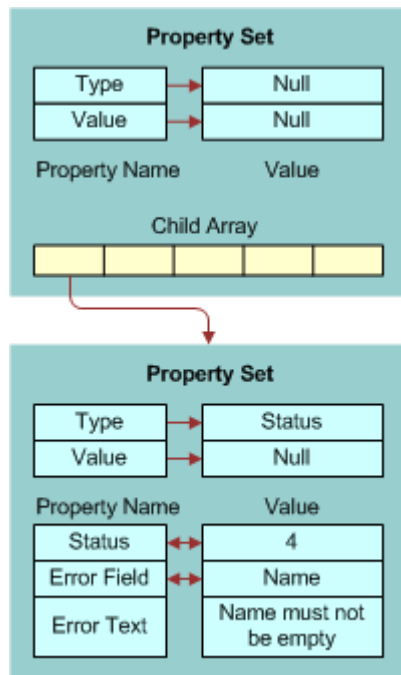 Property Set
Type Null
Value Null
Property Name Value
Child Array
Property Set
Type Status
Value Null
Property Name Value
Status 4
Error Field Name
Error Text Name must not
be empty